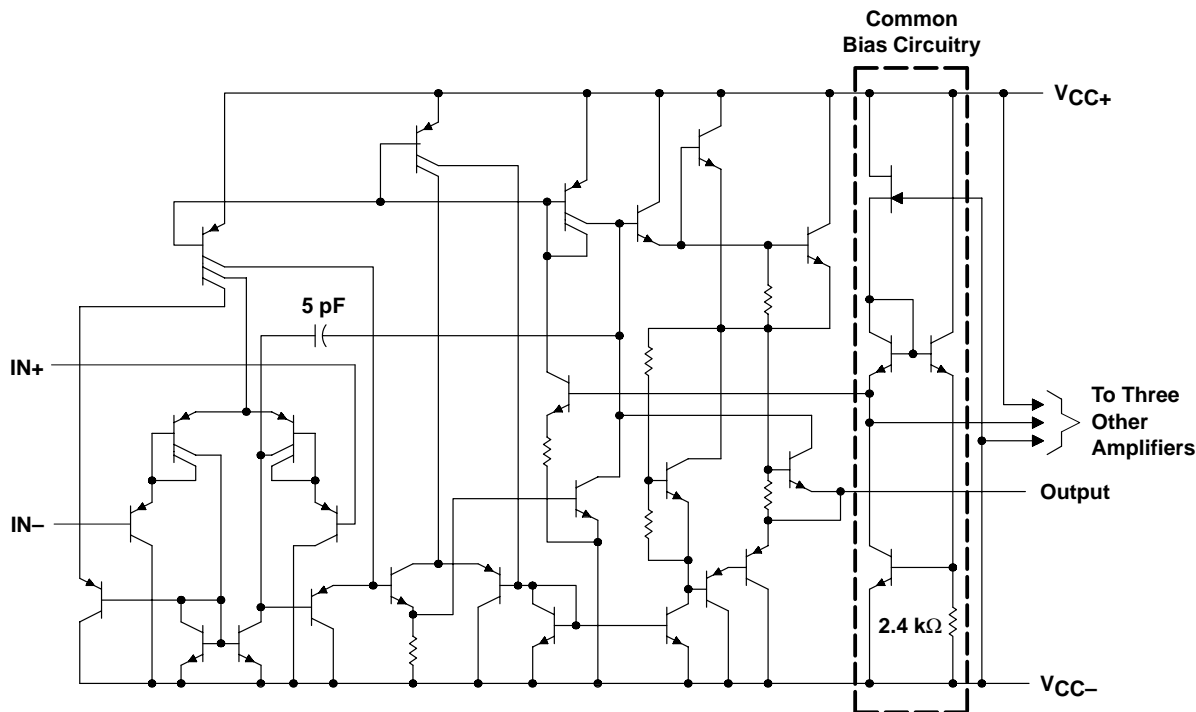 Common
Bias Circuitry
VCC+
5 pF
IN+
To Three
Other
Amplifiers
Output
IN–
2.4 kΩ
VCC–